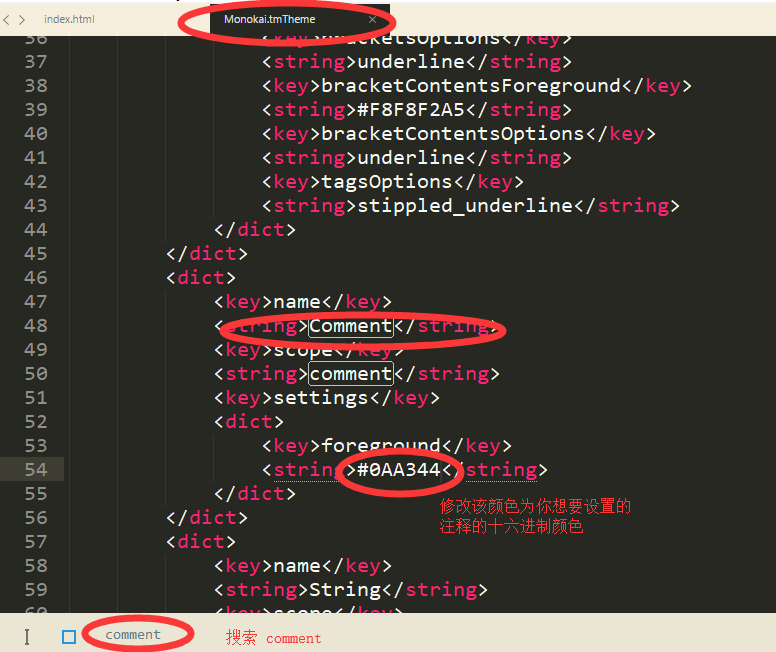 index.html Monokai.tmTheme ×
36 <key>bracketsOptions</key>
37 <string>underline</string>
38 <key>bracketContentsForeground</key>
39 <string>#F8F8F2A5</string>
40 <key>bracketContentsOptions</key>
41 <string>underline</string>
42 <key>tagsOptions</key>
43 <string>stippled_underline</string>
44 </dict>
45 </dict>
46 <dict>
47 <key>name</key>
48 <string>Comment</string>
49 <key>scope</key>
50 <string>comment</string>
51 <key>settings</key>
52 <dict>
53 <key>foreground</key>
54 <string>#0AA344</string>
55 </dict>
修改该颜色为你想要设置的
注释的十六进制颜色
56 </dict>
57 <dict>
58 <key>name</key>
59 <string>String</string>
60 <key>scope</key>
comment 搜索 comment